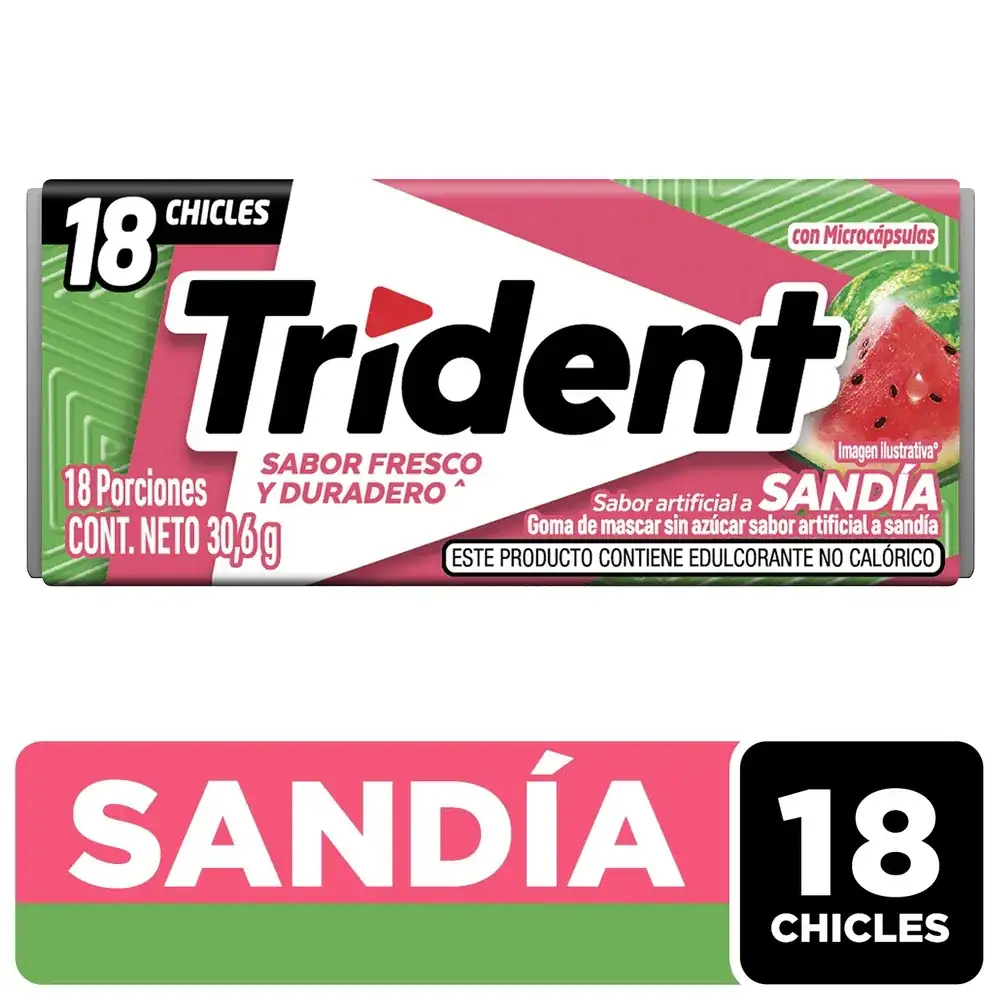 18 CHICLES
con Microcápsulas
Trident
SABOR FRESCO
Y DURADERO ^
Imagen ilustrativa°
18 Porciones
CONT. NETO 30,6 g
Sabor artificial a SANDÍA
Goma de mascar sin azúcar sabor artificial a sandía
ESTE PRODUCTO CONTIENE EDULCORANTE NO CALÓRICO
SANDÍA
18
CHICLES